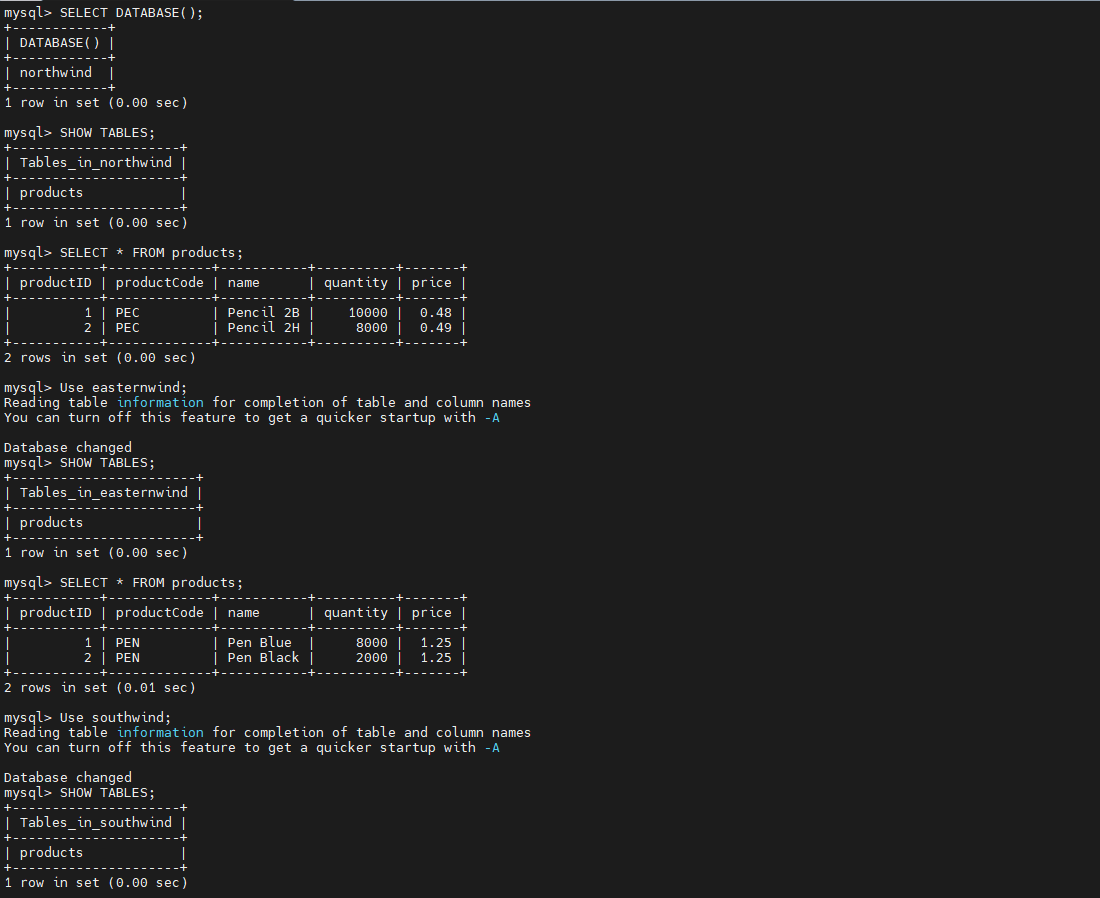 mysql> SELECT DATABASE();
+------------+
| DATABASE() |
+------------+
| northwind  |
+------------+
1 row in set (0.00 sec)

mysql> SHOW TABLES;
+---------------------+
| Tables_in_northwind |
+---------------------+
| products            |
+---------------------+
1 row in set (0.00 sec)

mysql> SELECT * FROM products;
+-----------+-------------+-----------+----------+-------+
| productID | productCode | name      | quantity | price |
+-----------+-------------+-----------+----------+-------+
|         1 | PEC         | Pencil 2B |    10000 |  0.48 |
|         2 | PEC         | Pencil 2H |     8000 |  0.49 |
+-----------+-------------+-----------+----------+-------+
2 rows in set (0.00 sec)

mysql> Use easternwind;
Reading table information for completion of table and column names
You can turn off this feature to get a quicker startup with -A

Database changed
mysql> SHOW TABLES;
+-----------------------+
| Tables_in_easternwind |
+-----------------------+
| products              |
+-----------------------+
1 row in set (0.00 sec)

mysql> SELECT * FROM products;
+-----------+-------------+-----------+----------+-------+
| productID | productCode | name      | quantity | price |
+-----------+-------------+-----------+----------+-------+
|         1 | PEN         | Pen Blue  |     8000 |  1.25 |
|         2 | PEN         | Pen Black |     2000 |  1.25 |
+-----------+-------------+-----------+----------+-------+
2 rows in set (0.01 sec)

mysql> Use southwind;
Reading table information for completion of table and column names
You can turn off this feature to get a quicker startup with -A

Database changed
mysql> SHOW TABLES;
+---------------------+
| Tables_in_southwind |
+---------------------+
| products            |
+---------------------+
1 row in set (0.00 sec)